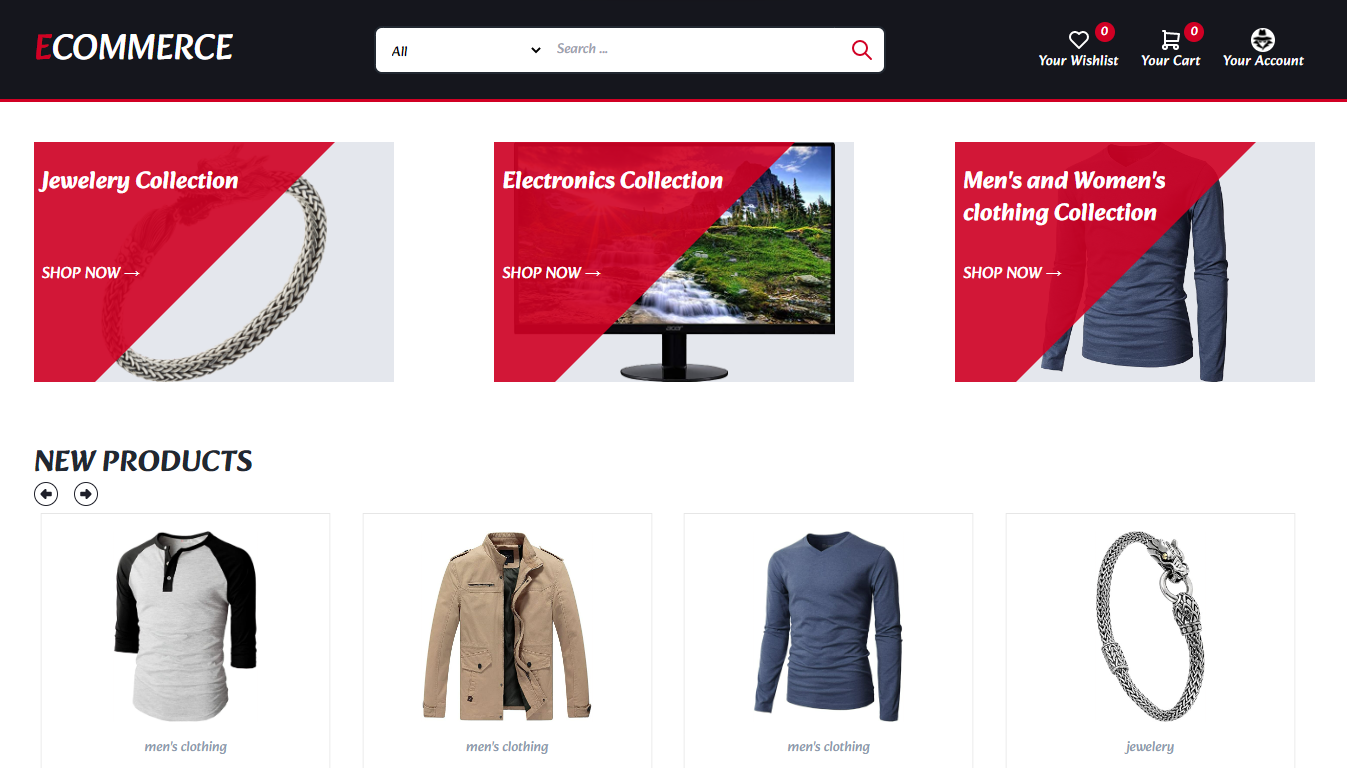 ECOMMERCE
All
Search ...
0
0
Your Wishlist
Your Cart
Your Account
Jewelery Collection
SHOP NOW →
Electronics Collection
SHOP NOW →
acer
Men's and Women's
clothing Collection
SHOP NOW →
NEW PRODUCTS
men's clothing
men's clothing
men's clothing
jewelery